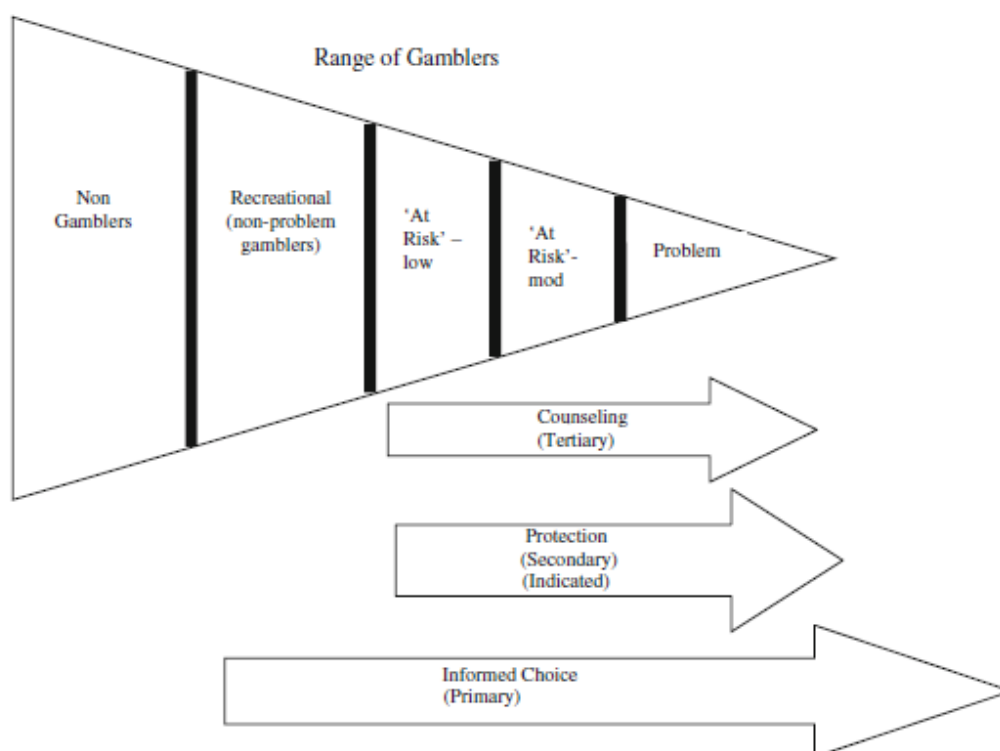 Range of Gamblers
Non
Gamblers
Recreational
(non-problem
gamblers)
‘At
Risk’ –
low
‘At
Risk’-
mod
Problem
Counseling
(Tertiary)
Protection
(Secondary)
(Indicated)
Informed Choice
(Primary)